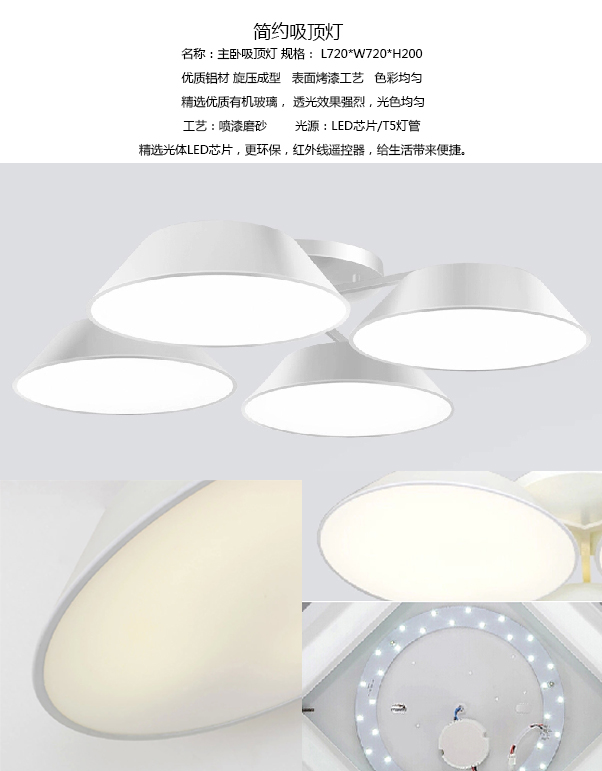 简约吸顶灯
名称：主卧吸顶灯 规格： L720*W720*H200
优质铝材 旋压成型 表面烤漆工艺 色彩均匀
精选优质有机玻璃， 透光效果强烈，光色均匀
工艺：喷漆磨砂 光源：LED芯片/T5灯管
精选光体LED芯片，更环保，红外线遥控器，给生活带来便捷。